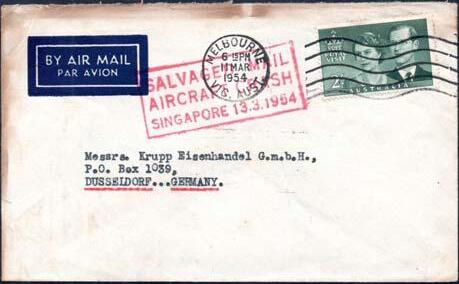 BY AIR MAIL
PAR AVION
SALVAGED MAIL
AIRCRAFT CRASH
SINGAPORE 13.3.1954
MELBOURNE
6 15PM
11 MAR
1954
VIC AUST
ROYAL
VISIT
2/-
AUSTRALIA
Messrs. Krupp Eisenhandel G.m.b.H.,
P.O. Box 1039,
DUSSELDORF...GERMANY.